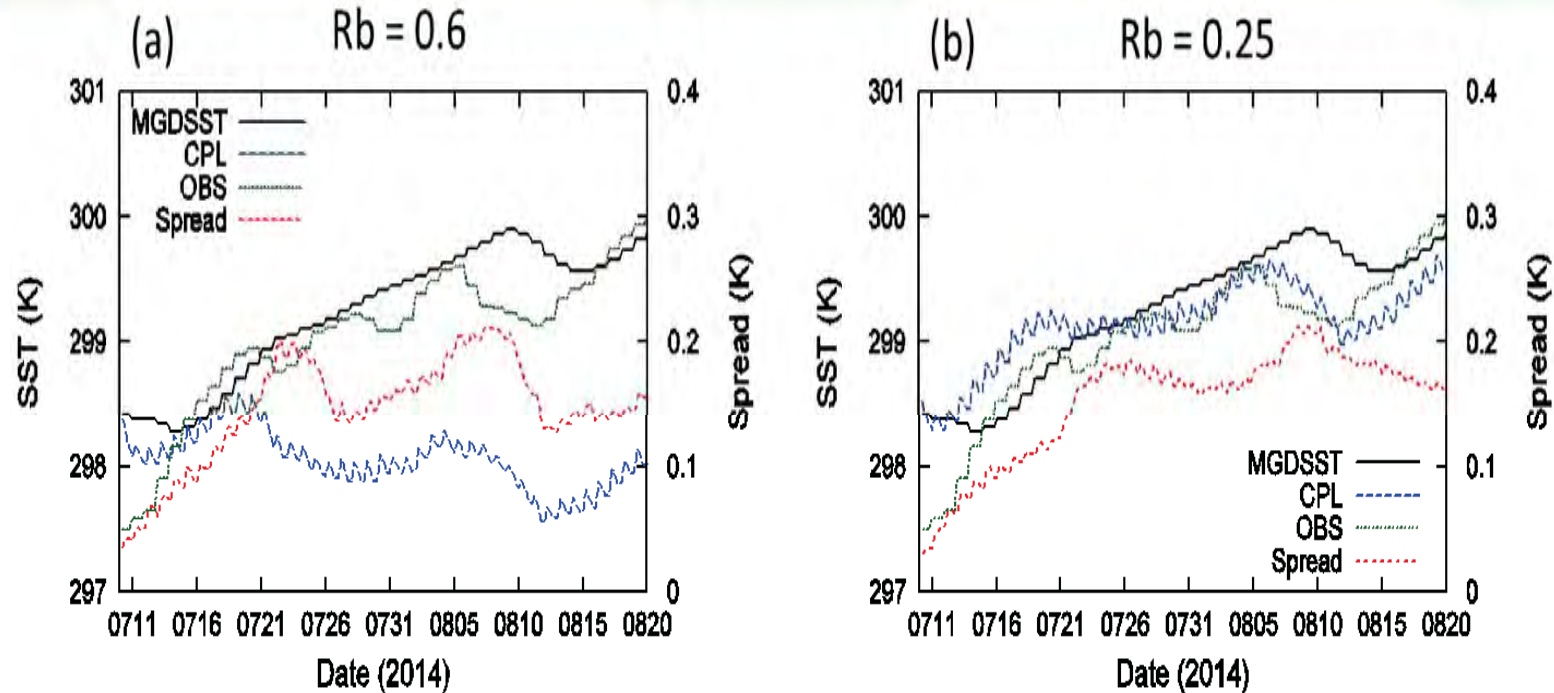 (a) Rb = 0.6
301
300
299
298
297
SST (K)
0.4
0.3
0.2
0.1
0
Spread (K)
MGDSST
CPL
OBS
Spread
0711 0716 0721 0726 0731 0805 0810 0815 0820
Date (2014)
(b) Rb = 0.25
301
300
299
298
297
SST (K)
0.4
0.3
0.2
0.1
0
Spread (K)
MGDSST
CPL
OBS
Spread
0711 0716 0721 0726 0731 0805 0810 0815 0820
Date (2014)